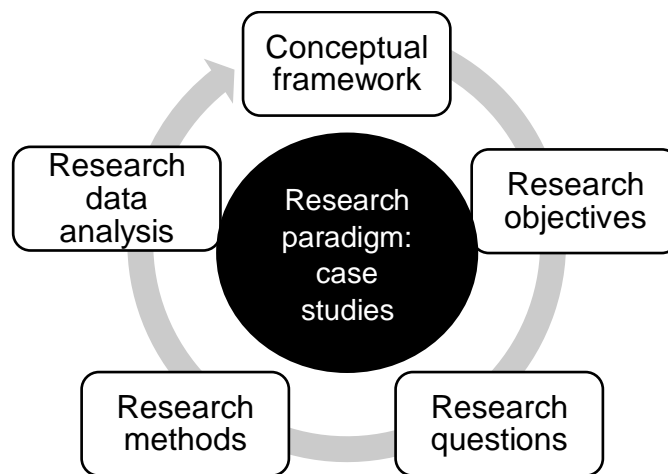 Conceptual
framework
Research
objectives
Research
questions
Research
methods
Research
data
analysis
Research
paradigm:
case
studies